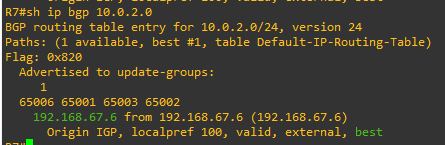 R7#sh ip bgp 10.0.2.0
BGP routing table entry for 10.0.2.0/24, version 24
Paths: (1 available, best #1, table Default-IP-Routing-Table)
Flag: 0x820
Advertised to update-groups:
1
65006 65001 65003 65002
192.168.67.6 from 192.168.67.6 (192.168.67.6)
Origin IGP, localpref 100, valid, external, best